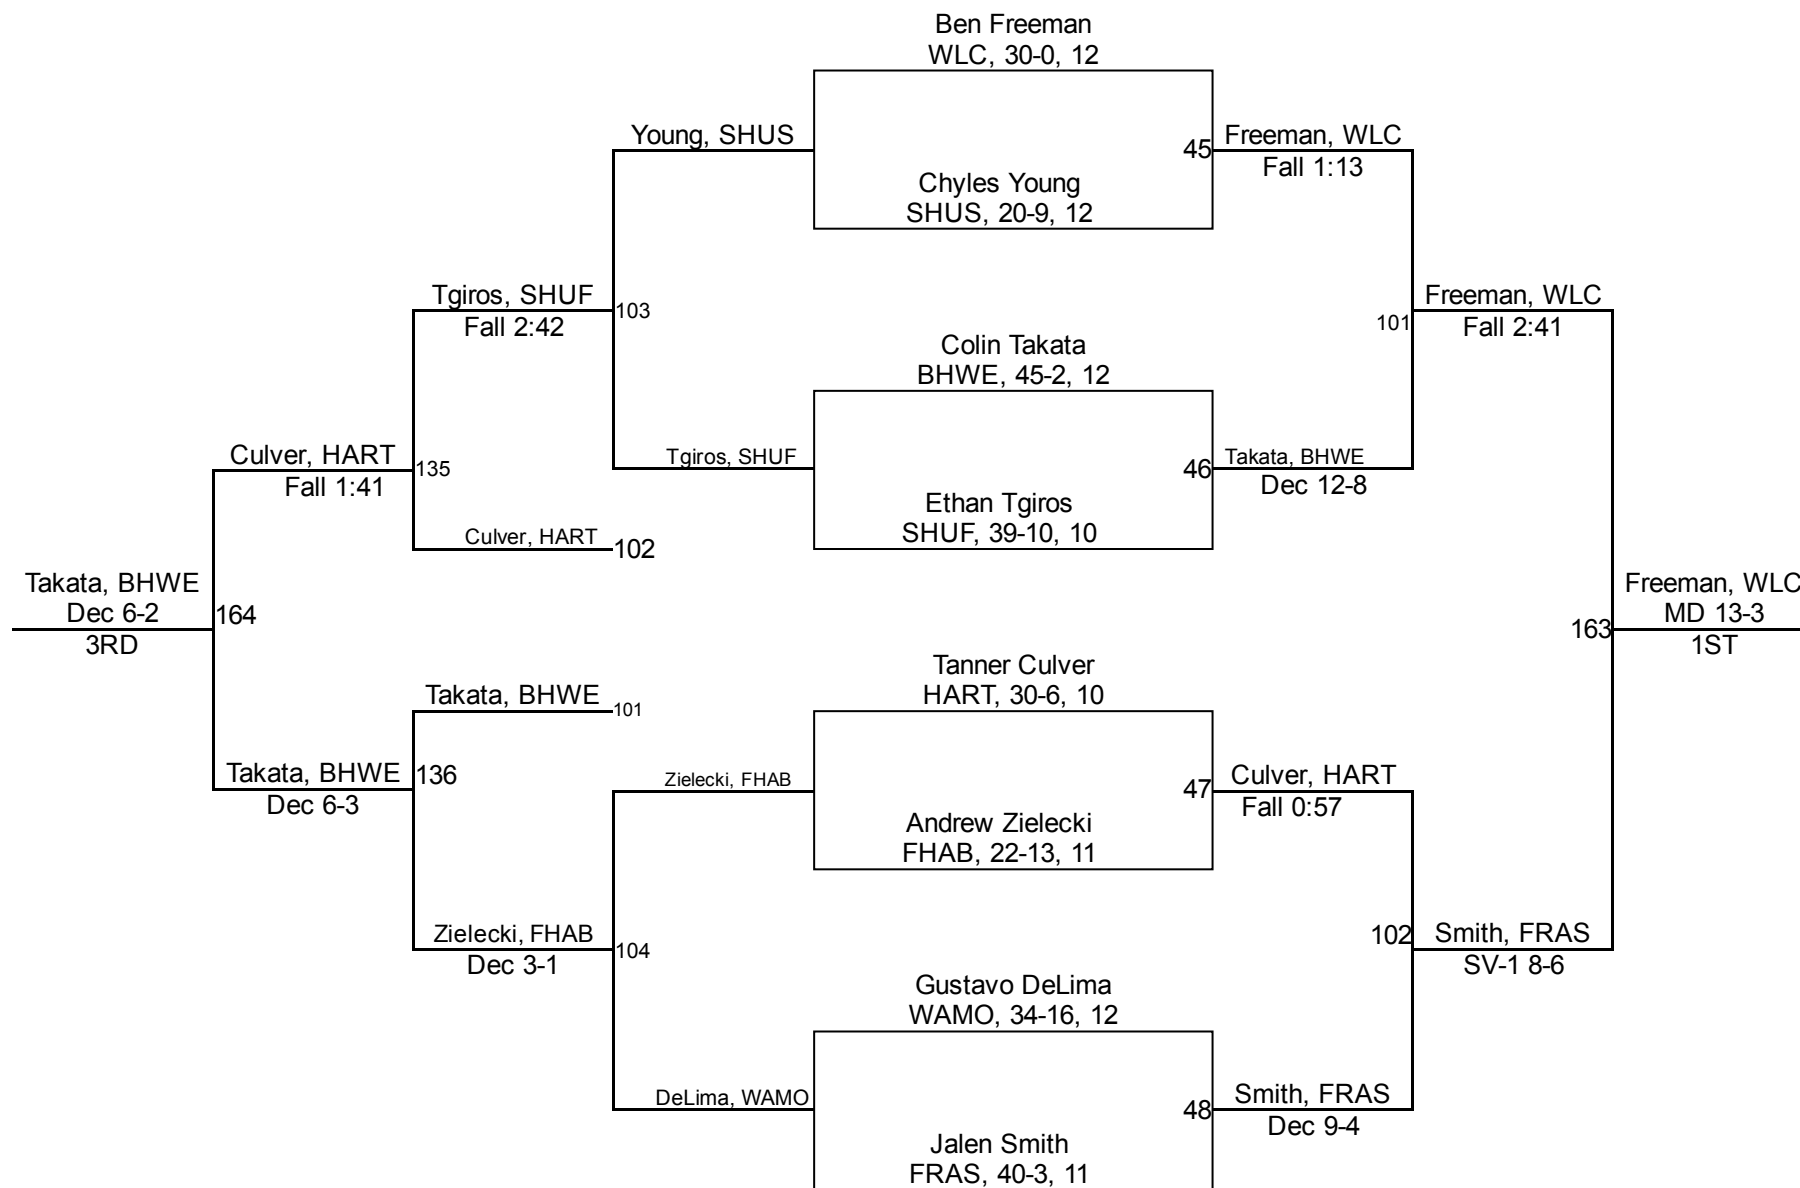 Ben Freeman
WLC, 30-0, 12
Young, SHUS
45
Freeman, WLC
Fall 1:13
Chyles Young
SHUS, 20-9, 12
Tgiros, SHUF
Fall 2:42
103
101
Freeman, WLC
Fall 2:41
Colin Takata
BHWE, 45-2, 12
Culver, HART
Fall 1:41
135
Tgiros, SHUF
46
Takata, BHWE
Dec 12-8
Ethan Tgiros
SHUF, 39-10, 10
Culver, HART
102
Takata, BHWE
Dec 6-2
3RD
164
163
Freeman, WLC
MD 13-3
1ST
Tanner Culver
HART, 30-6, 10
Takata, BHWE
101
Takata, BHWE
Dec 6-3
136
Zielecki, FHAB
47
Culver, HART
Fall 0:57
Andrew Zielecki
FHAB, 22-13, 11
Zielecki, FHAB
Dec 3-1
104
102
Smith, FRAS
SV-1 8-6
Gustavo DeLima
WAMO, 34-16, 12
DeLima, WAMO
48
Smith, FRAS
Dec 9-4
Jalen Smith
FRAS, 40-3, 11